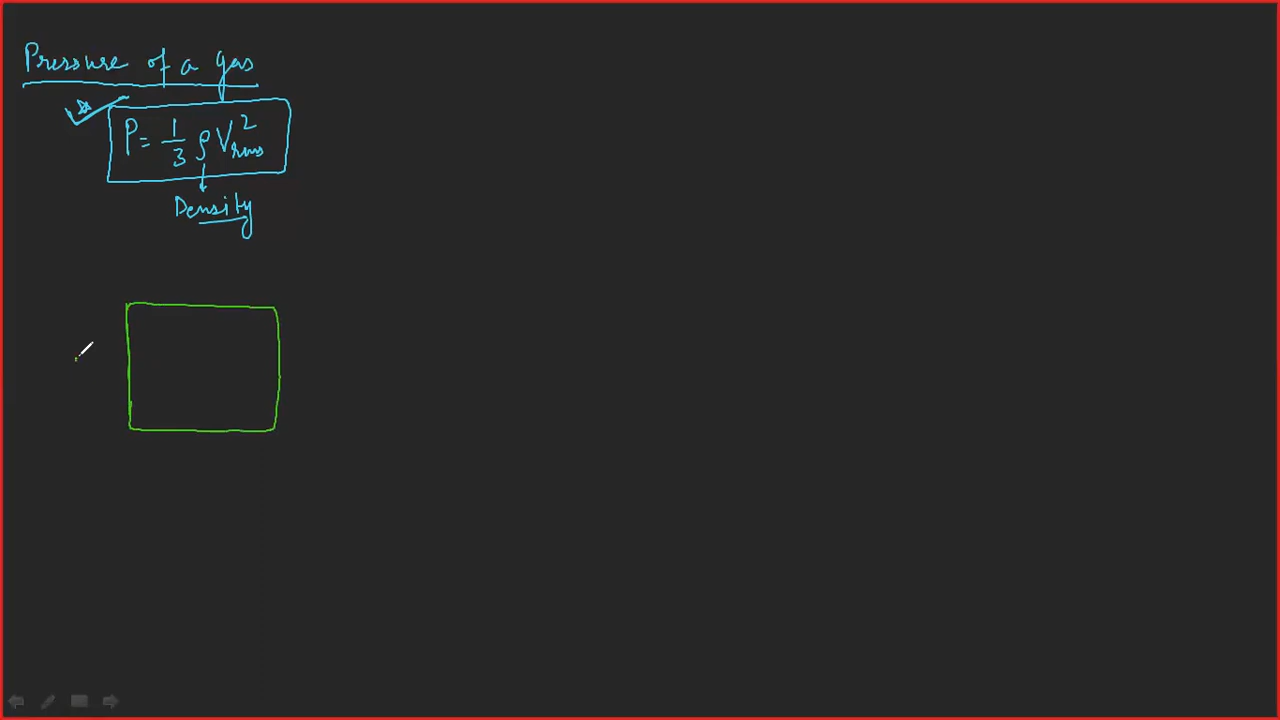 Pressure of a gas
P = 1/3 ρ V²rms
Density